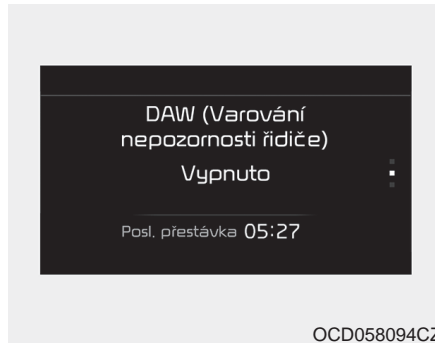 DAW (Varování
nepozornosti řidiče)
Vypnuto
Posl. přestávka 05:27
OCD058094CZ